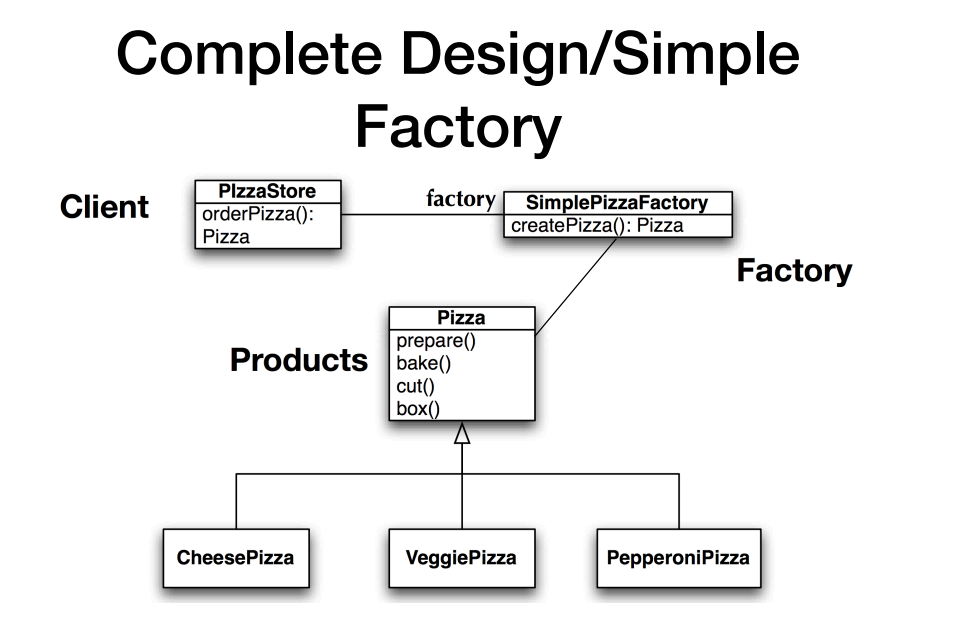 Complete Design/Simple
Factory
Client
PIzzaStore
orderPizza():
Pizza
factory
SimplePizzaFactory
createPizza(): Pizza
Factory
Products
Pizza
prepare()
bake()
cut()
box()
CheesePizza
VeggiePizza
PepperoniPizza